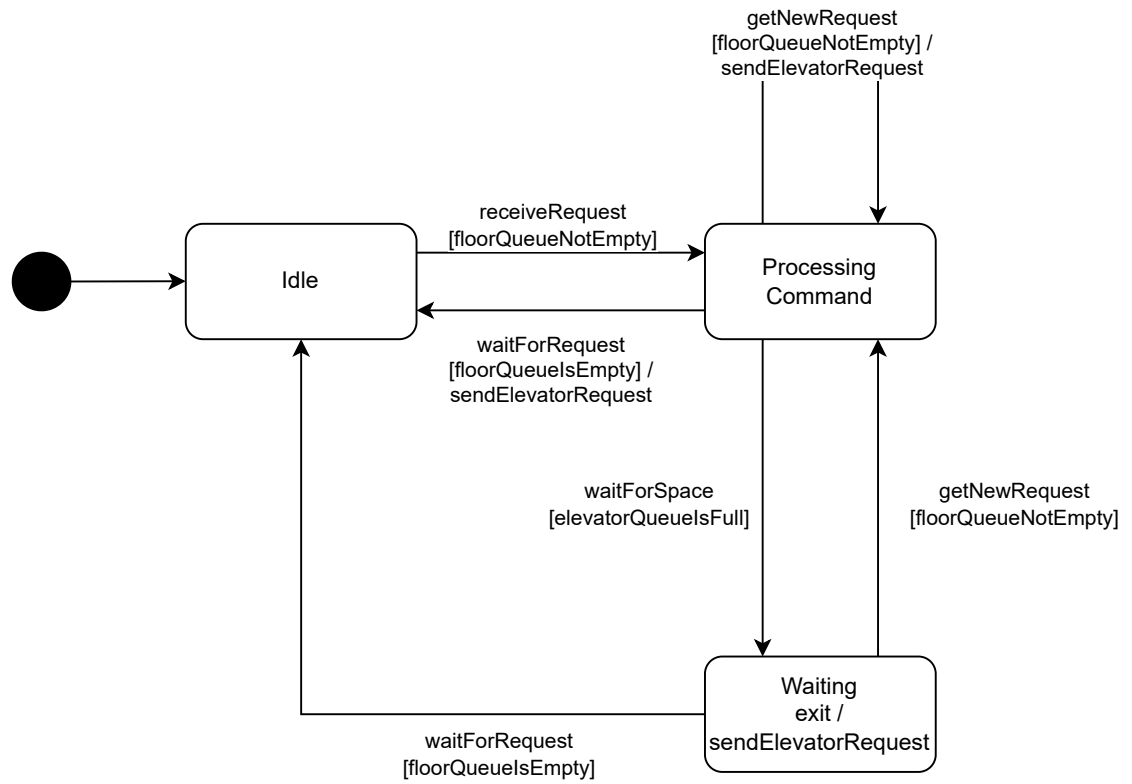 getNewRequest
[floorQueueNotEmpty] /
sendElevatorRequest
receiveRequest
[floorQueueNotEmpty]
Idle
Processing
Command
waitForRequest
[floorQueueIsEmpty] /
sendElevatorRequest
waitForSpace
[elevatorQueueIsFull]
getNewRequest
[floorQueueNotEmpty]
Waiting
exit /
sendElevatorRequest
waitForRequest
[floorQueueIsEmpty]